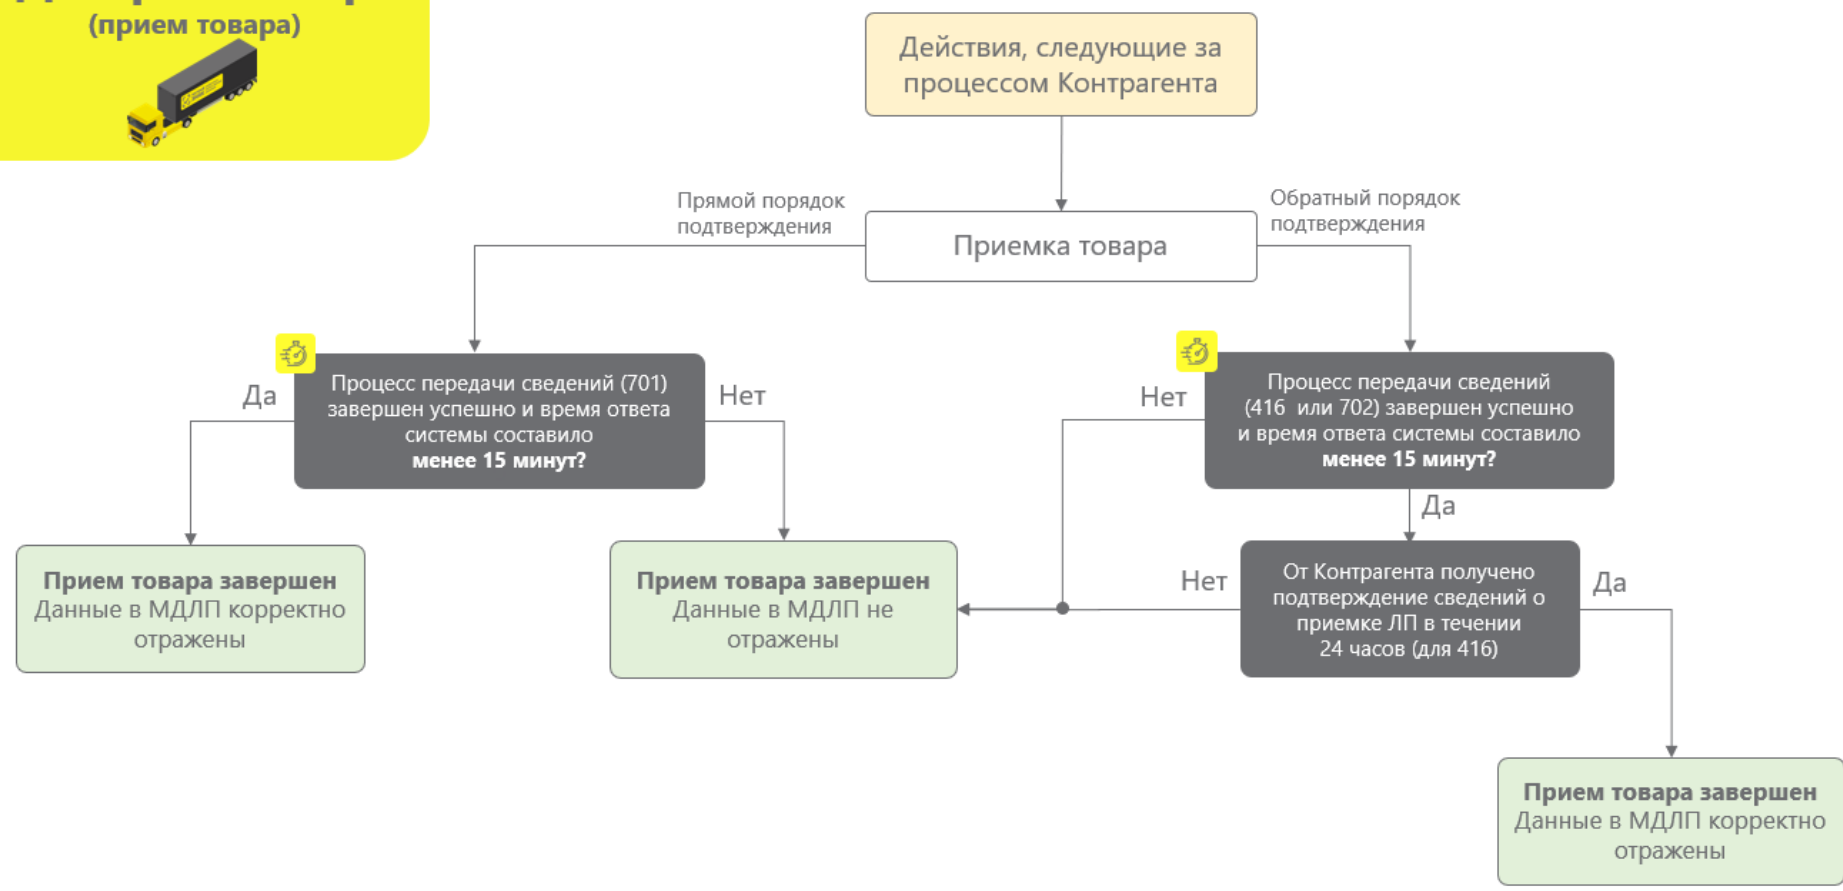 (прием товара)
Действия, следующие за
процессом Контрагента
Прямой порядок
подтверждения
Обратный порядок
подтверждения
Приемка товара
Да
Процесс передачи сведений (701)
завершен успешно и время ответа
системы составило
менее 15 минут?
Нет
Нет
Процесс передачи сведений
(416 или 702) завершен успешно
и время ответа системы составило
менее 15 минут?
Да
Прием товара завершен
Данные в МДЛП корректно
отражены
Прием товара завершен
Данные в МДЛП не
отражены
Нет
От Контрагента получено
подтверждение сведений о
приемке ЛП в течении
24 часов (для 416)
Да
Прием товара завершен
Данные в МДЛП корректно
отражены